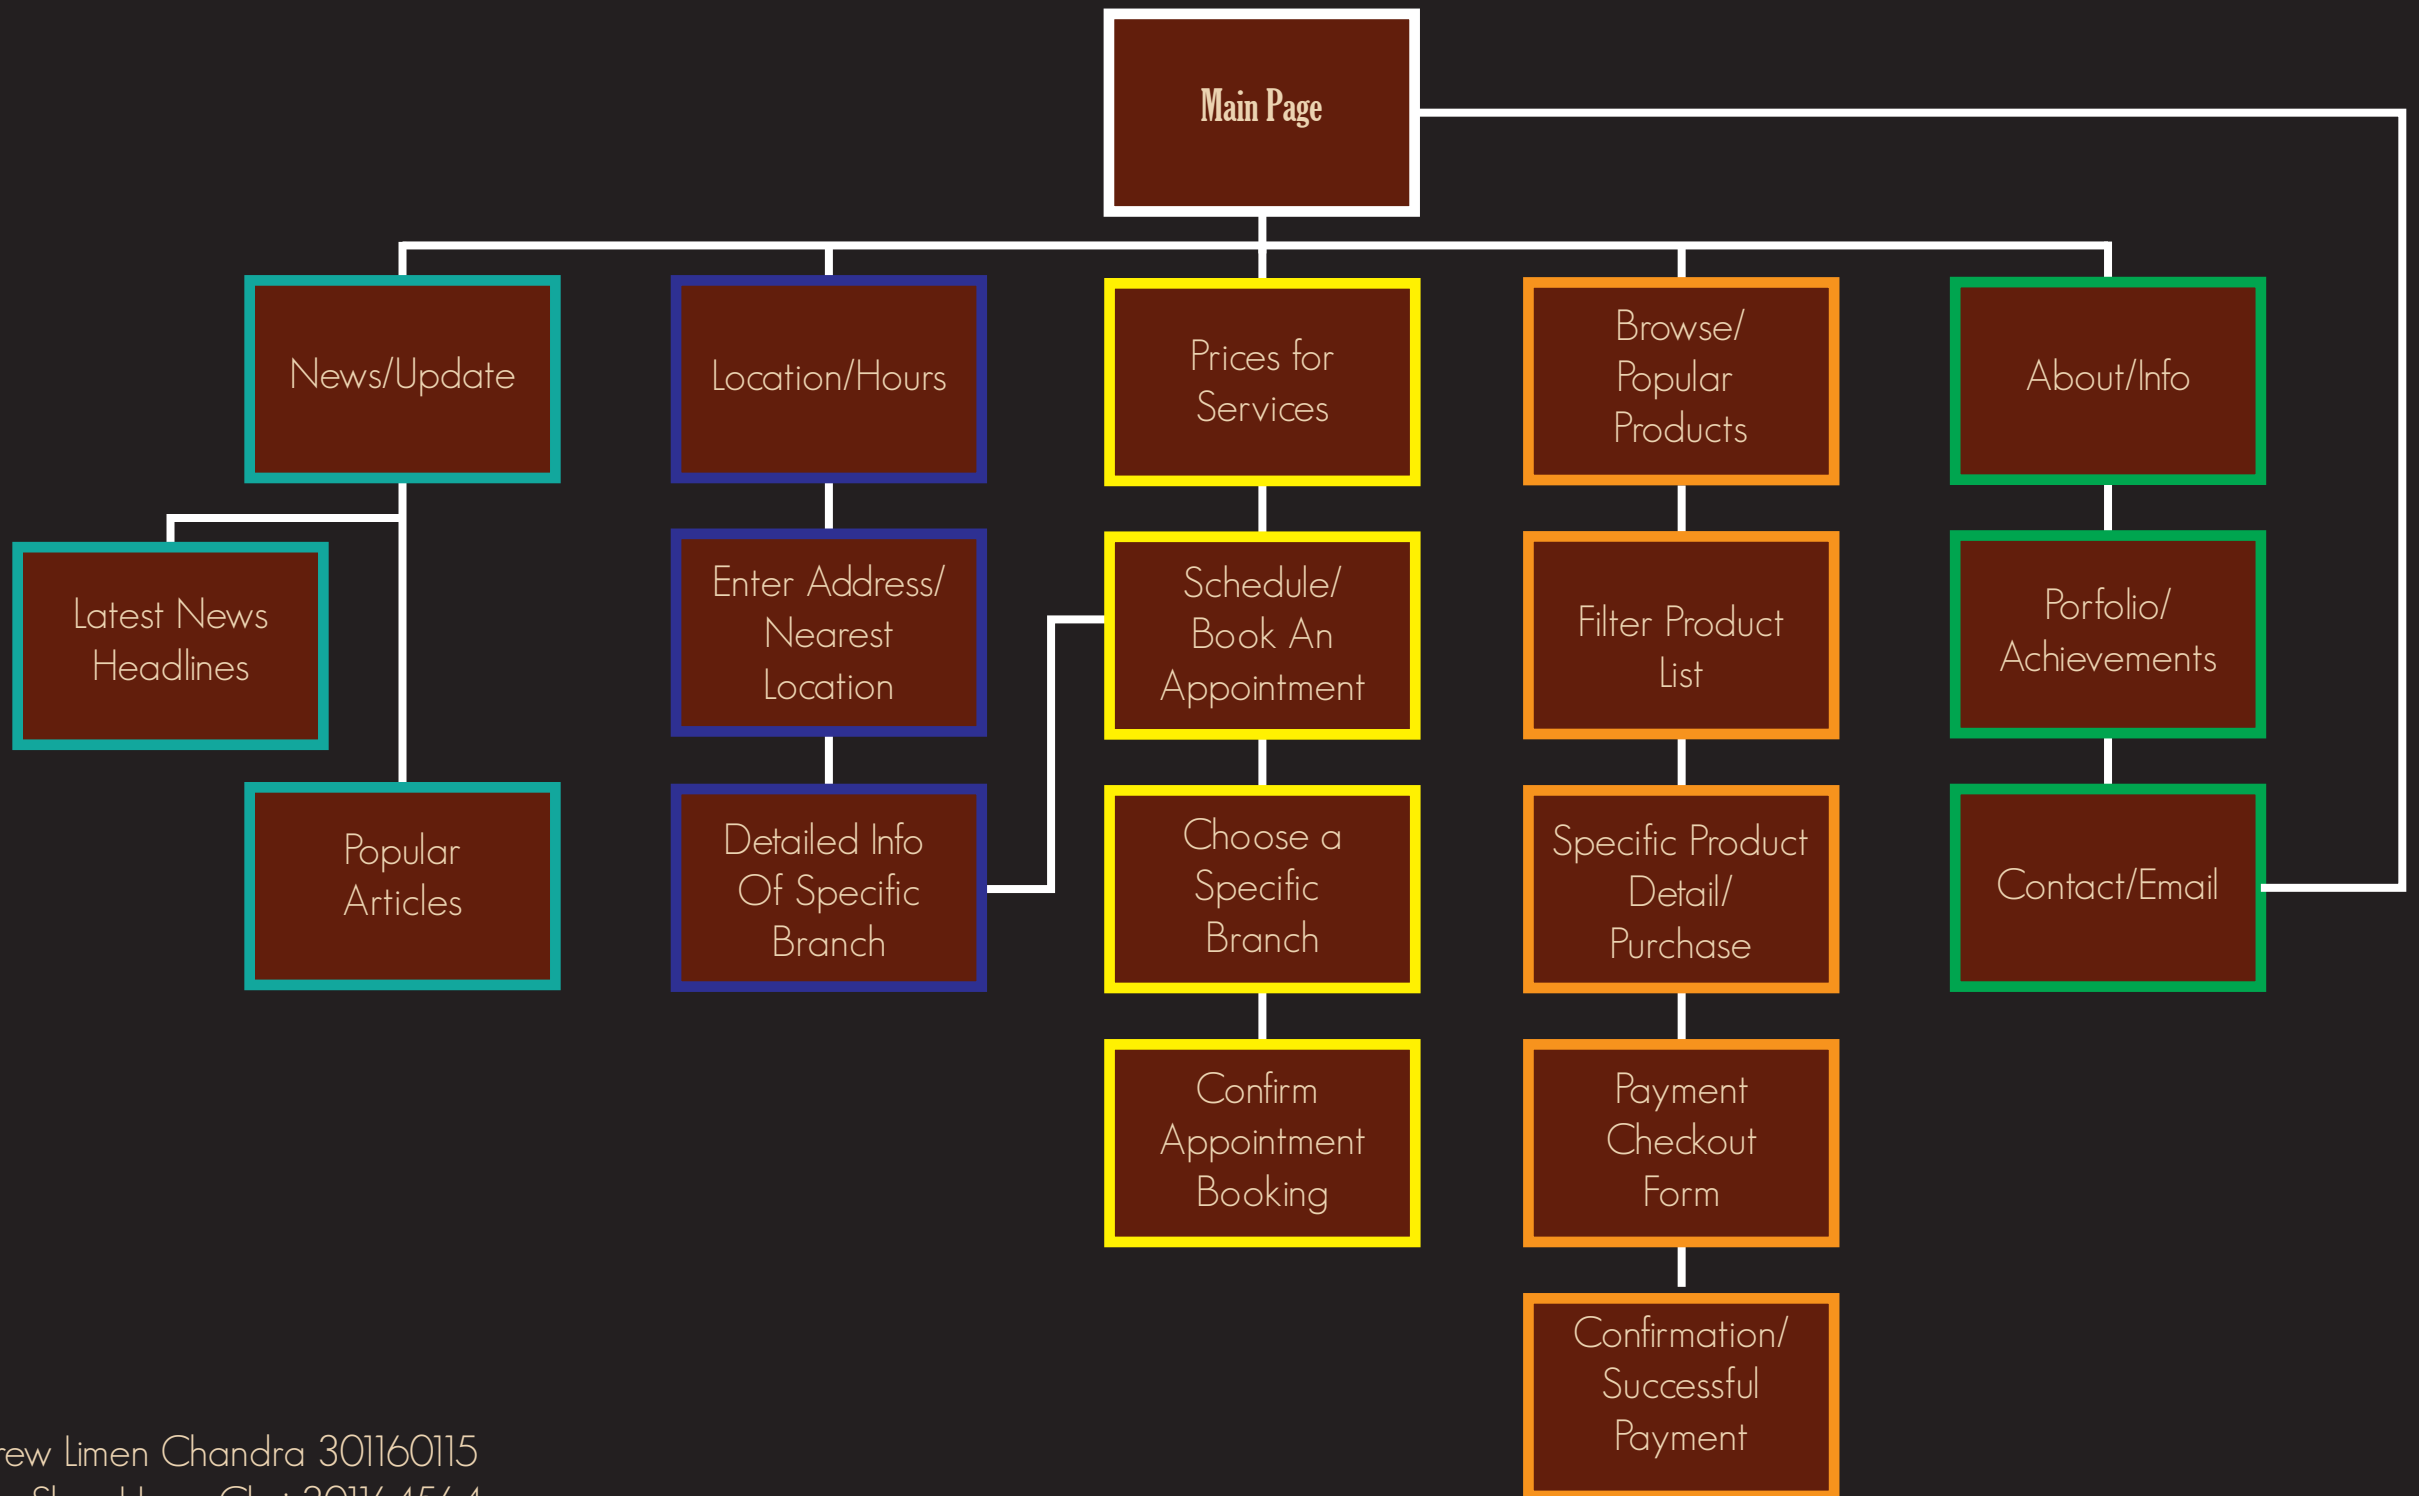 Main Page
News/Update
Location/Hours
Prices for
Services
Browse/
Popular
Products
About/Info
Latest News
Headlines
Enter Address/
Nearest
Location
Schedule/
Book An
Appointment
Filter Product
List
Porfolio/
Achievements
Popular
Articles
Detailed Info
Of Specific
Branch
Choose a
Specific
Branch
Specific Product
Detail/
Purchase
Contact/Email
Confirm
Appointment
Booking
Payment
Checkout
Form
Confirmation/
Successful
Payment
Limen Chandra 301160115